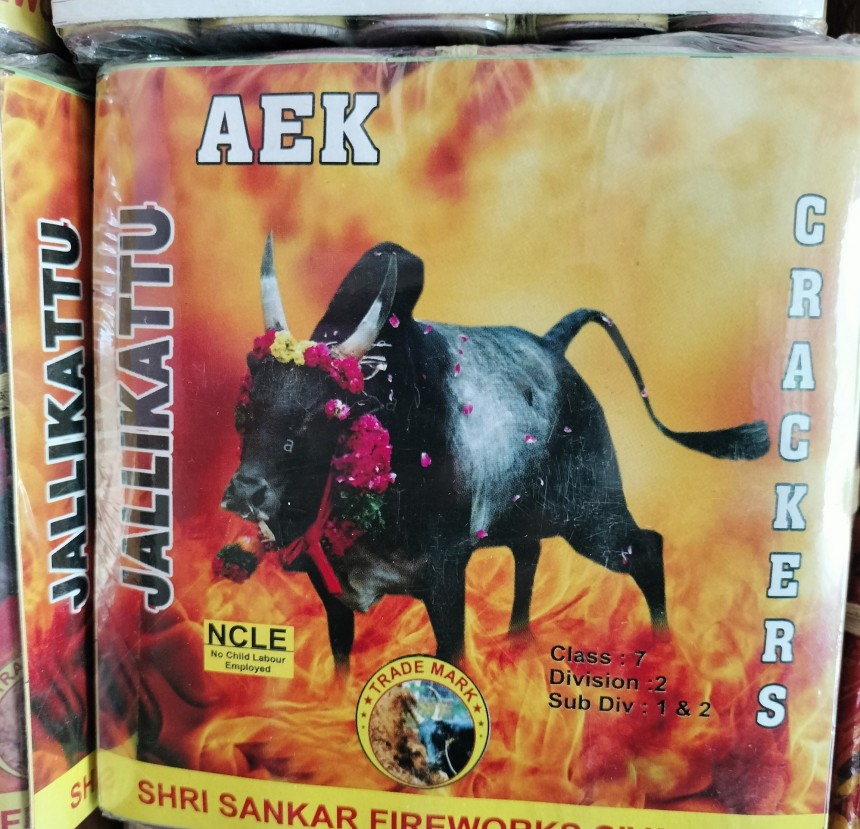 AEK
JALLIKATTU
JALLIKATTU
CRACKERS
NCLE
No Child Labour
Employed
Class : 7
Division :2
Sub Div : 1 & 2
TRADE MARK
SHRI SANKAR FIREWORKS